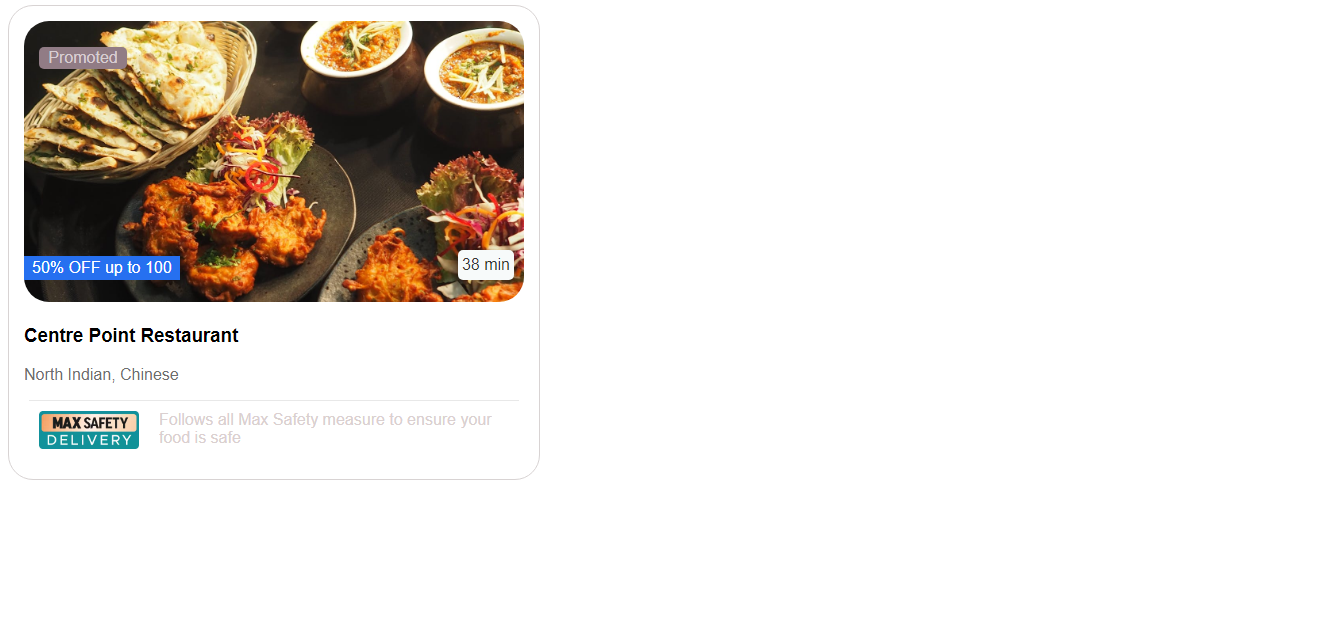 Promoted
50% OFF up to 100
38 min
Centre Point Restaurant
North Indian, Chinese
MAX SAFETY
DELIVERY
Follows all Max Safety measure to ensure your
food is safe